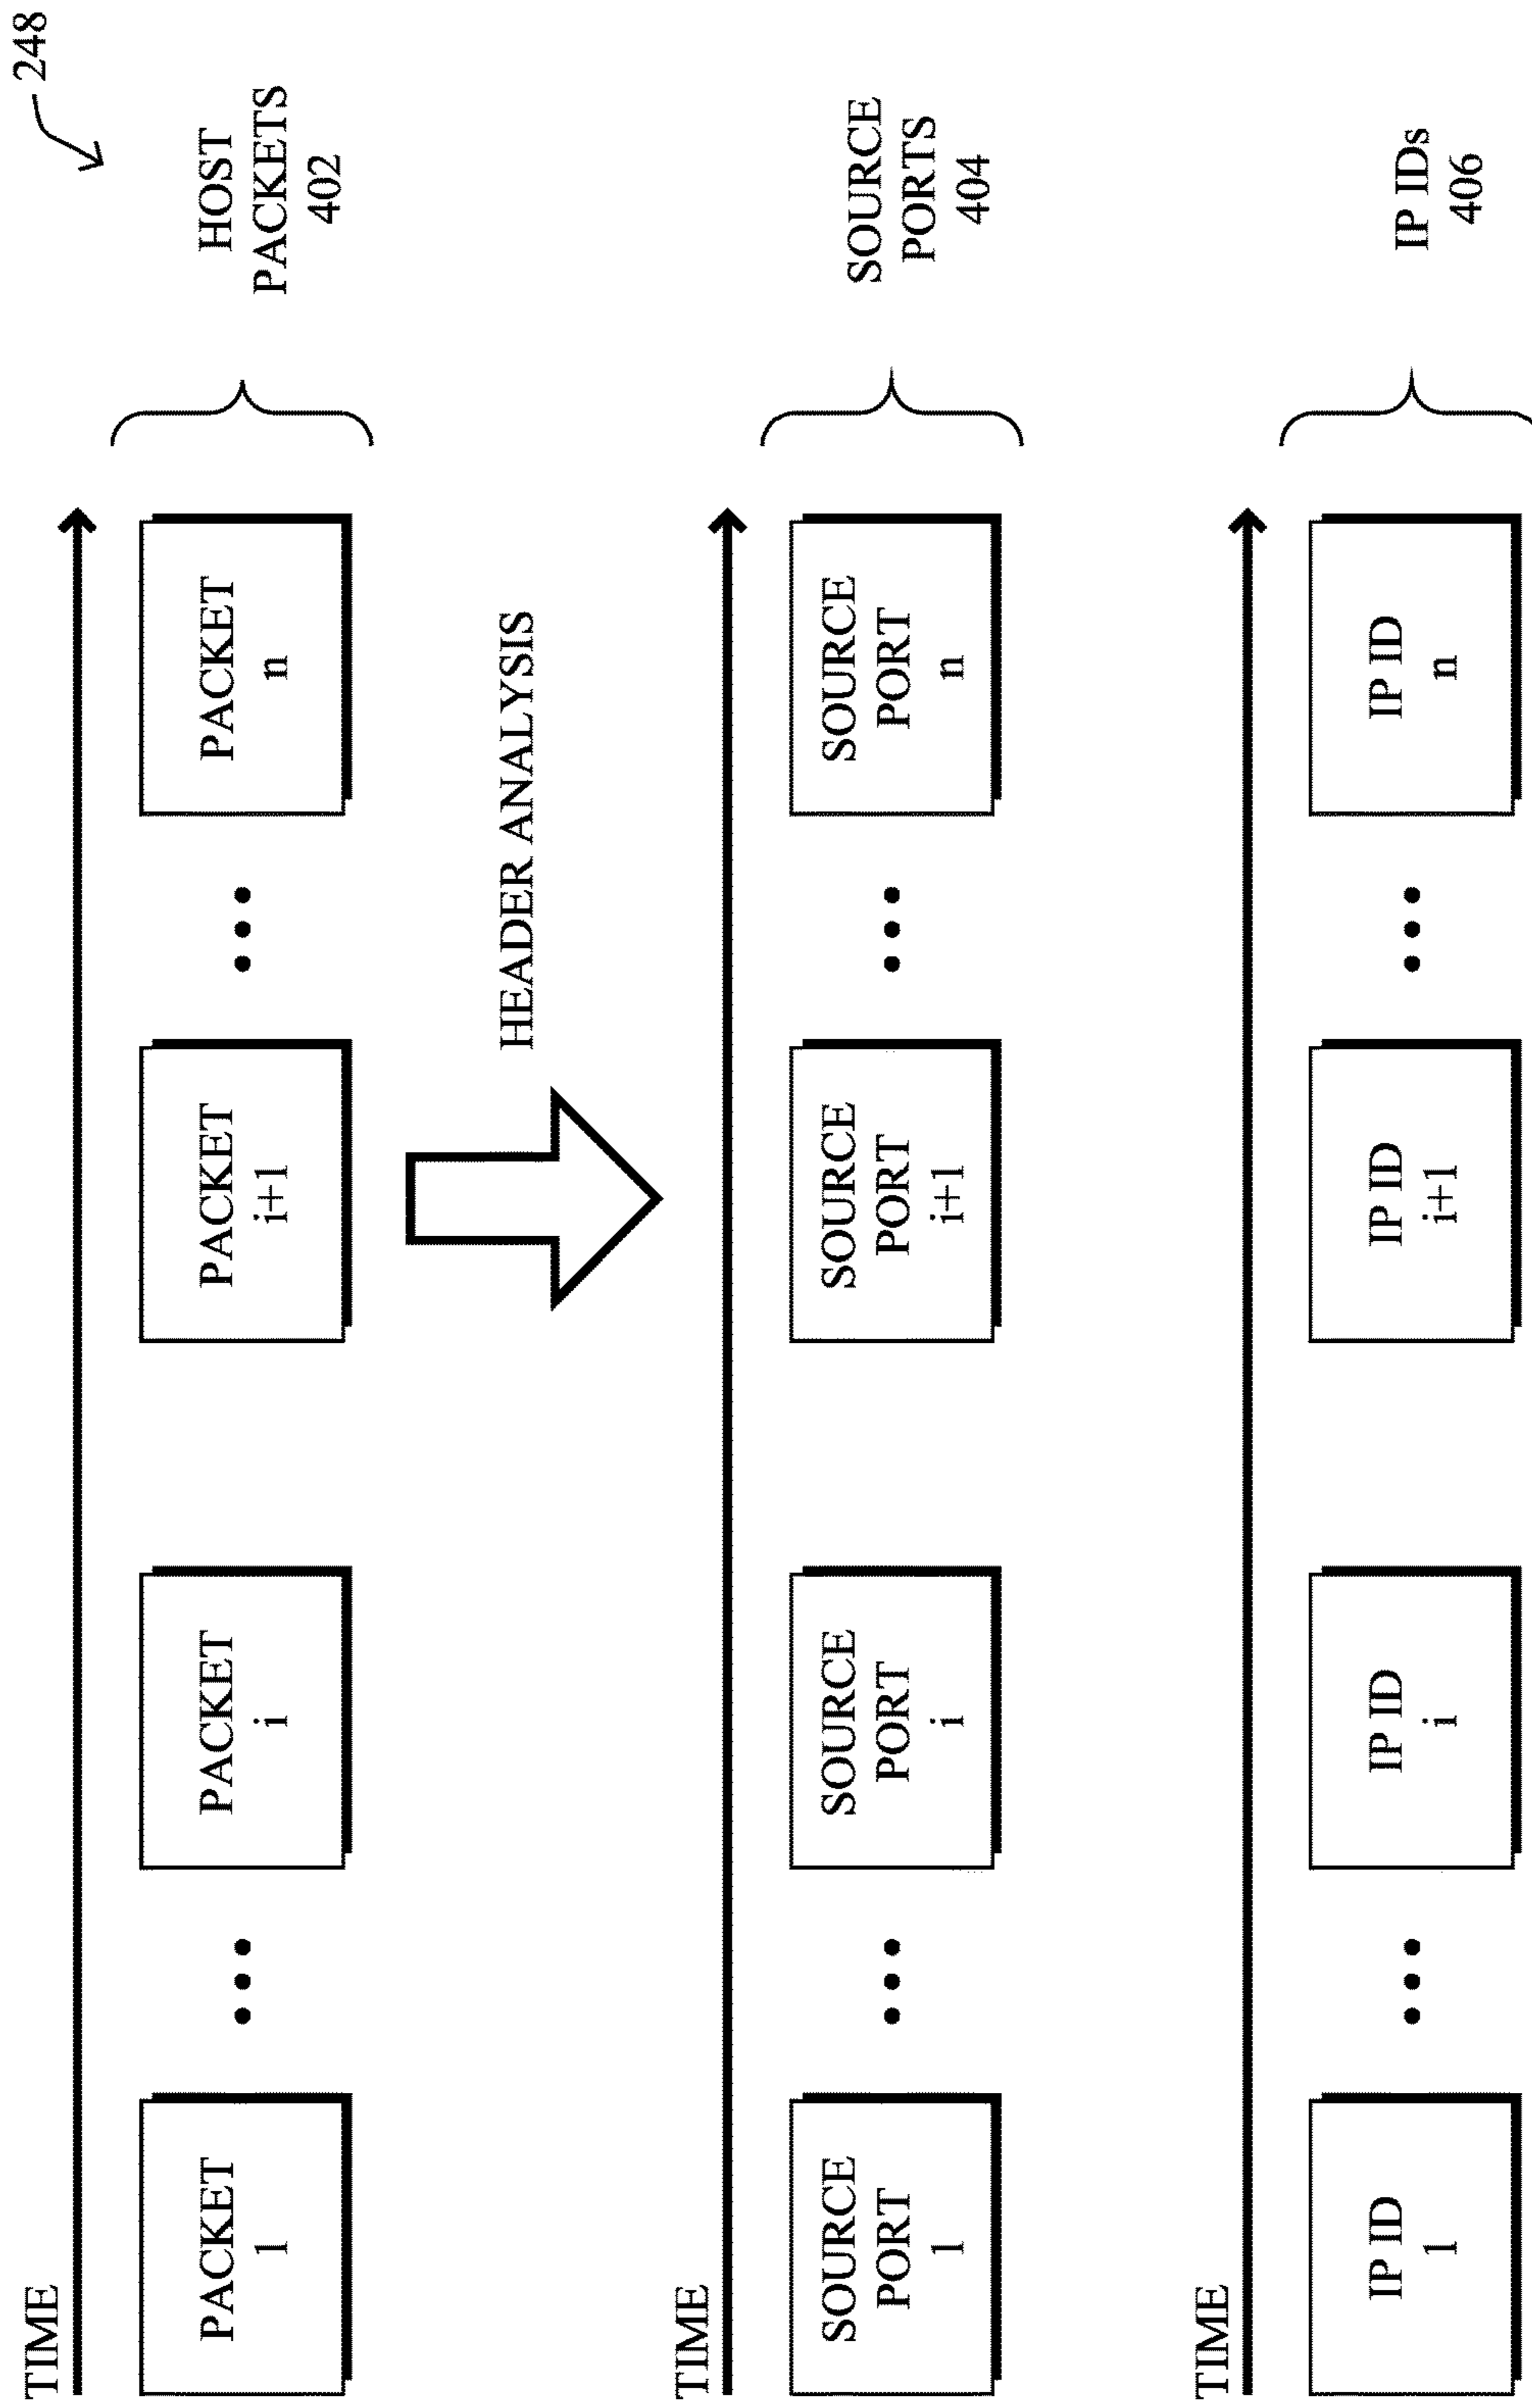 248
TIME
PACKET
1
PACKET
i
PACKET
i+1
PACKET
n
HOST
PACKETS
402
HEADER ANALYSIS
TIME
SOURCE
PORT
1
SOURCE
PORT
i
SOURCE
PORT
i+1
SOURCE
PORT
n
SOURCE
PORTS
404
TIME
IP ID
1
IP ID
i
IP ID
i+1
IP ID
n
IP IDs
406